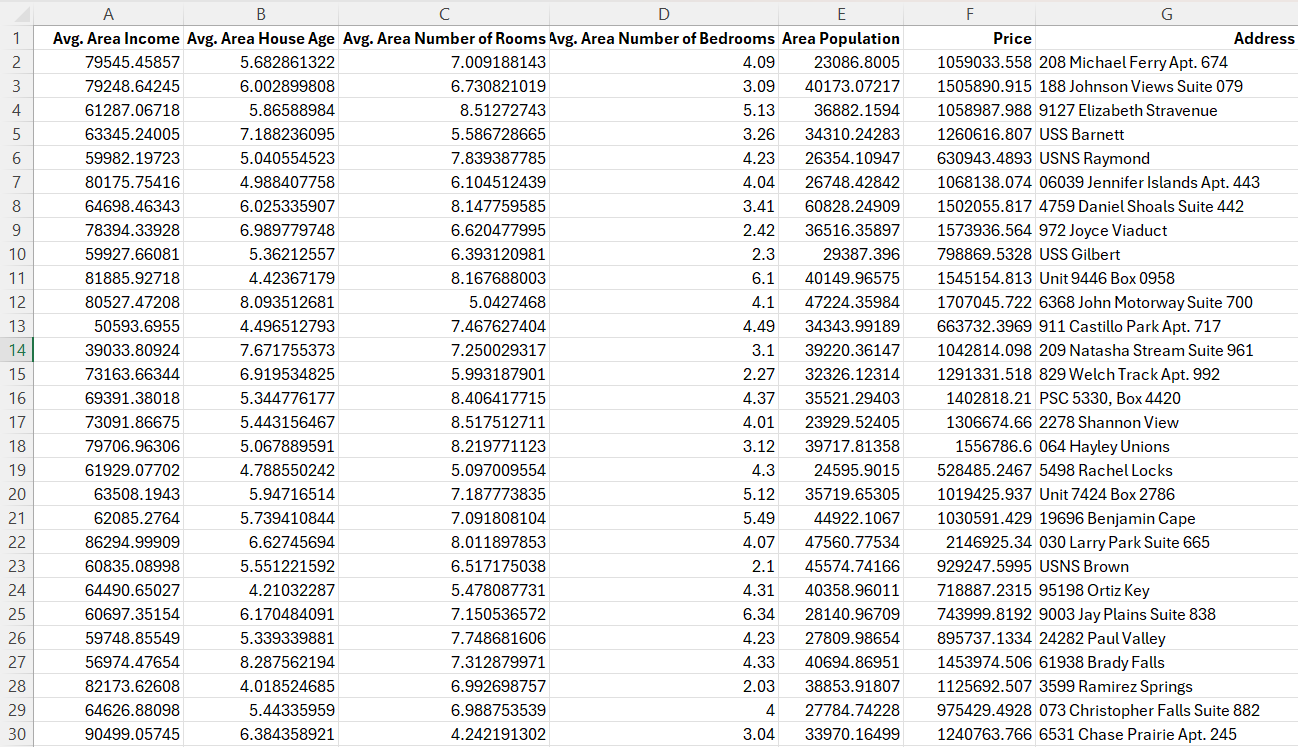 A B C D E F G
1 Avg. Area Income Avg. Area House Age Avg. Area Number of Rooms Avg. Area Number of Bedrooms Area Population Price Address
2 79545.45857 5.682861322 7.009188143 4.09 23086.8005 1059033.558 208 Michael Ferry Apt. 674
3 79248.64245 6.002899808 6.730821019 3.09 40173.07217 1505890.915 188 Johnson Views Suite 079
4 61287.06718 5.86588984 8.51272743 5.13 36882.1594 1058987.988 9127 Elizabeth Stravenue
5 63345.24005 7.188236095 5.586728665 3.26 34310.24283 1260616.807 USS Barnett
6 59982.19723 5.040554523 7.839387785 4.23 26354.10947 630943.4893 USNS Raymond
7 80175.75416 4.988407758 6.104512439 4.04 26748.42842 1068138.074 06039 Jennifer Islands Apt. 443
8 64698.46343 6.025335907 8.147759585 3.41 60828.24909 1502055.817 4759 Daniel Shoals Suite 442
9 78394.33928 6.989779748 6.620477995 2.42 36516.35897 1573936.564 972 Joyce Viaduct
10 59927.66081 5.36212557 6.393120981 2.3 29387.396 798869.5328 USS Gilbert
11 81885.92718 4.42367179 8.167688003 6.1 40149.96575 1545154.813 Unit 9446 Box 0958
12 80527.47208 8.093512681 5.0427468 4.1 47224.35984 1707045.722 6368 John Motorway Suite 700
13 50593.6955 4.496512793 7.467627404 4.49 34343.99189 663732.3969 911 Castillo Park Apt. 717
14 39033.80924 7.671755373 7.250029317 3.1 39220.36147 1042814.098 209 Natasha Stream Suite 961
15 73163.66344 6.919534825 5.993187901 2.27 32326.12314 1291331.518 829 Welch Track Apt. 992
16 69391.38018 5.344776177 8.406417715 4.37 35521.29403 1402818.21 PSC 5330, Box 4420
17 73091.86675 5.443156467 8.517512711 4.01 23929.52405 1306674.66 2278 Shannon View
18 79706.96306 5.067889591 8.219771123 3.12 39717.81358 1556786.6 064 Hayley Unions
19 61929.07702 4.788550242 5.097009554 4.3 24595.9015 528485.2467 5498 Rachel Locks
20 63508.1943 5.94716514 7.187773835 5.12 35719.65305 1019425.937 Unit 7424 Box 2786
21 62085.2764 5.739410844 7.091808104 5.49 44922.1067 1030591.429 19696 Benjamin Cape
22 86294.99909 6.62745694 8.011897853 4.07 47560.77534 2146925.34 030 Larry Park Suite 665
23 60835.08998 5.551221592 6.517175038 2.1 45574.74166 929247.5995 USNS Brown
24 64490.65027 4.21032287 5.478087731 4.31 40358.96011 718887.2315 95198 Ortiz Key
25 60697.35154 6.170484091 7.150536572 6.34 28140.96709 743999.8192 9003 Jay Plains Suite 838
26 59748.85549 5.339339881 7.748681606 4.23 27809.98654 895737.1334 24282 Paul Valley
27 56974.47654 8.287562194 7.312879971 4.33 40694.86951 1453974.506 61938 Brady Falls
28 82173.62608 4.018524685 6.992698757 2.03 38853.91807 1125692.507 3599 Ramirez Springs
29 64626.88098 5.44335959 6.988753539 4 27784.74228 975429.4928 073 Christopher Falls Suite 882
30 90499.05745 6.384358921 4.242191302 3.04 33970.16499 1240763.766 6531 Chase Prairie Apt. 245